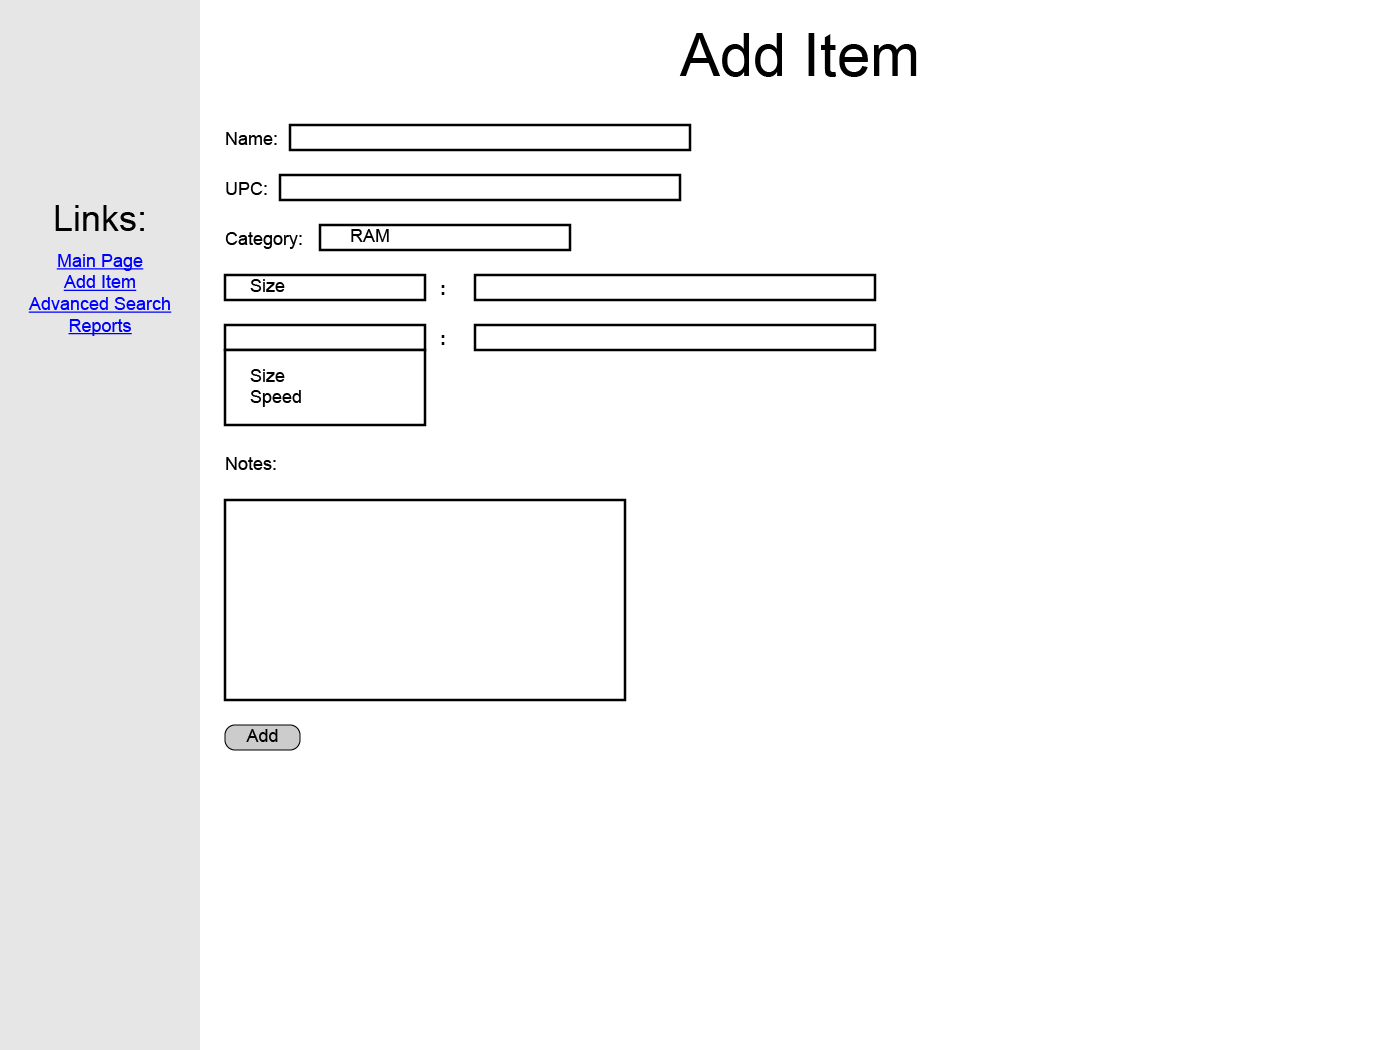 Add Item
Links:
Main Page
Add Item
Advanced Search
Reports
Name:
UPC:
Category: RAM
Size :
:
Size
Speed
Notes:
Add